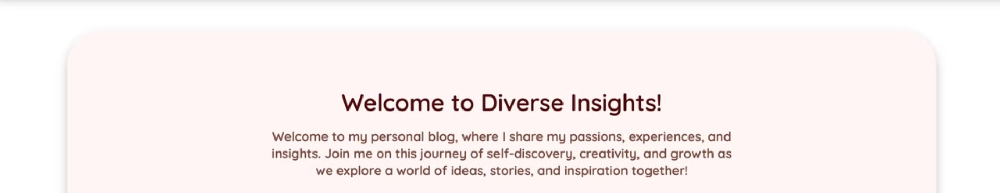 Welcome to Diverse Insights!
Welcome to my personal blog, where I share my passions, experiences, and
insights. Join me on this journey of self-discovery, creativity, and growth as
we explore a world of ideas, stories, and inspiration together!